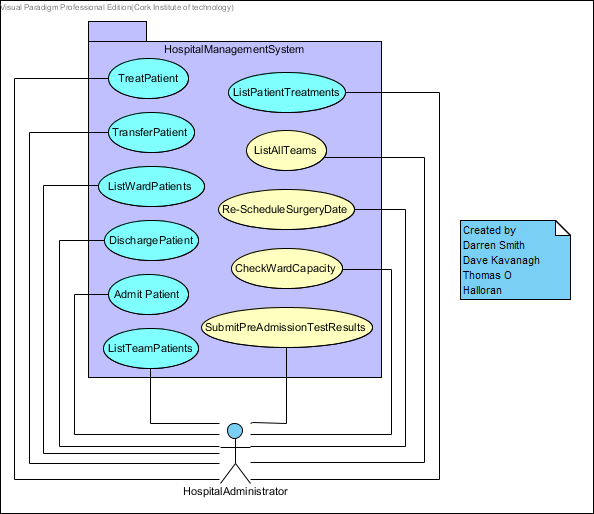 Visual Paradigm Professional Edition(Cork Institute of technology)
HospitalManagementSystem
TreatPatient
ListPatientTreatments
TransferPatient
ListAllTeams
ListWardPatients
Re-ScheduleSurgeryDate
DischargePatient
CheckWardCapacity
Admit Patient
SubmitPreAdmissionTestResults
ListTeamPatients
HospitalAdministrator
Created by
Darren Smith
Dave Kavanagh
Thomas O
Halloran